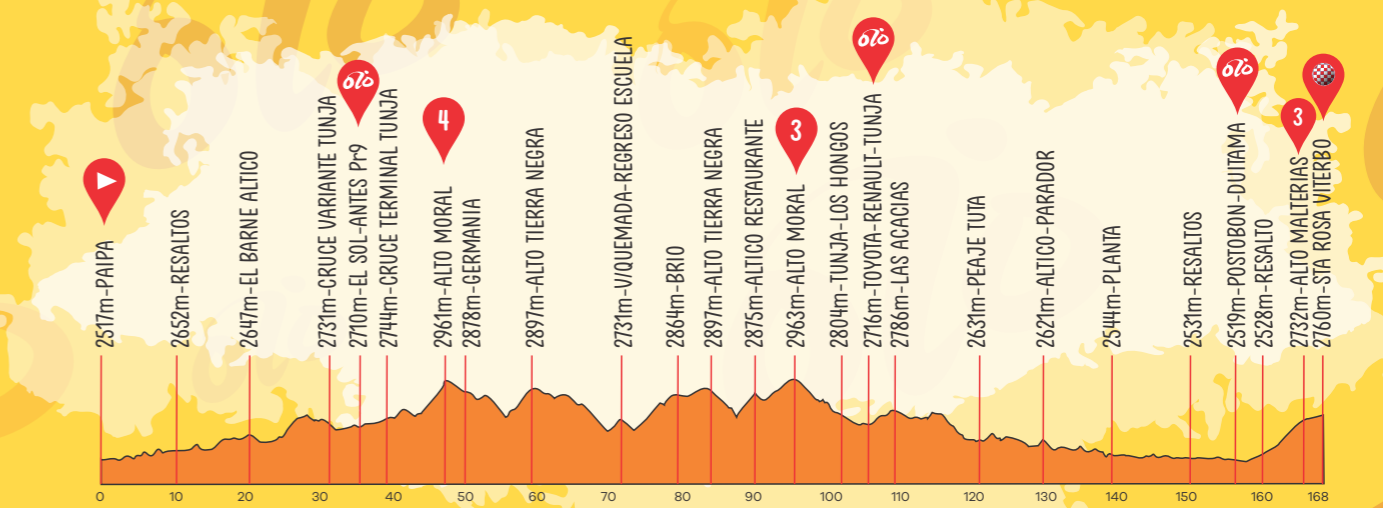 2517m-PAIPA
2652m-RESALTOS
2647m-EL BARNE ALTICO
2731m-CRUCE VARIANTE TUNJA
olo
2710m-EL SOL-ANTES Pr9
2744m-CRUCE TERMINAL TUNJA
4
2961m-ALTO MORAL
2878m-GERMANIA
2897m-ALTO TIERRA NEGRA
2731m-V/QUEMADA-REGRESO ESCUELA
2864m-BRIO
2897m-ALTO TIERRA NEGRA
2875m-ALTICO RESTAURANTE
3
2963m-ALTO MORAL
2804m-TUNJA-LOS HONGOS
olo
2716m-TOYOTA-RENAULT-TUNJA
2786m-LAS ACACIAS
2631m-PEAJE TUTA
2621m-ALTICO-PARADOR
2544m-PLANTA
2531m-RESALTOS
olo
2519m-POSTOBON-DUITAMA
2528m-RESALTO
3
2732m-ALTO MALTERIAS
2760m-STA ROSA VITERBO
0 10 20 30 40 50 60 70 80 90 100 110 120 130 140 150 160 168